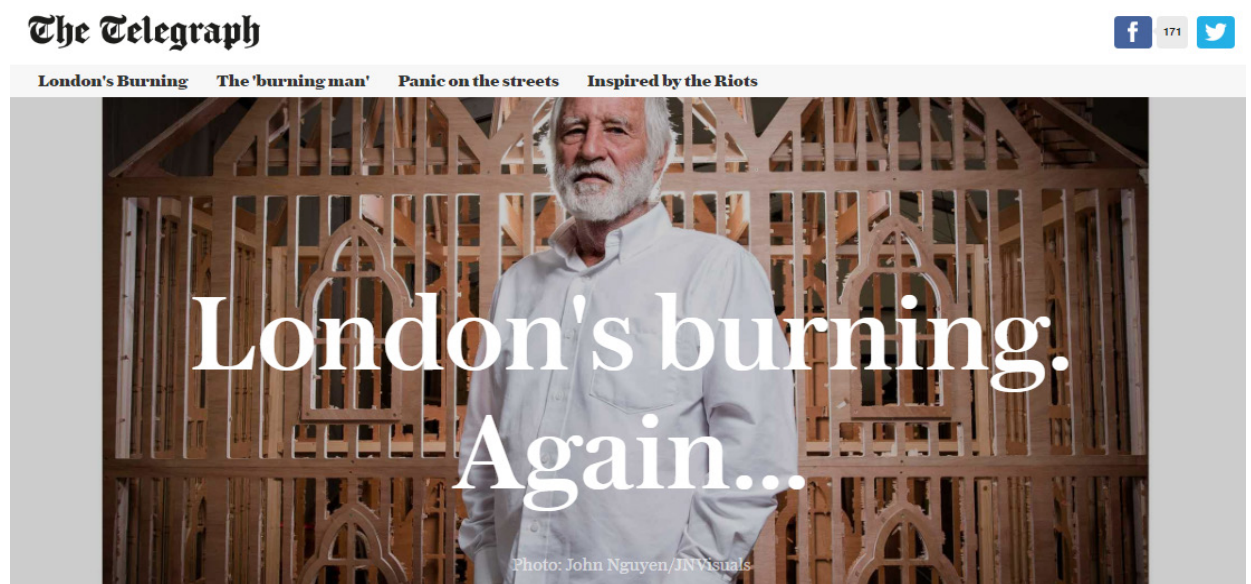 The Telegraph
f 171
London's Burning The 'burning man' Panic on the streets Inspired by the Riots
London's burning.
Again...
Photo: John Nguyen/JNVisuals